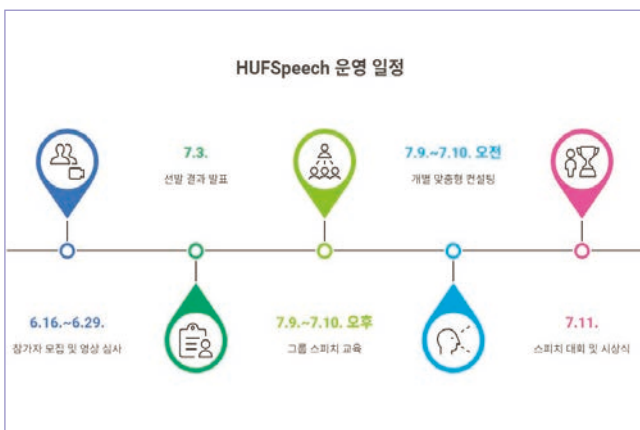 HUFSpeech 운영 일정
6.16.~6.29.
참가자 모집 및 영상 심사
7.3.
선발 결과 발표
7.9.~7.10. 오후
그룹 스피치 교육
7.9.~7.10. 오전
개별 맞춤형 컨설팅
7.11.
스피치 대회 및 시상식